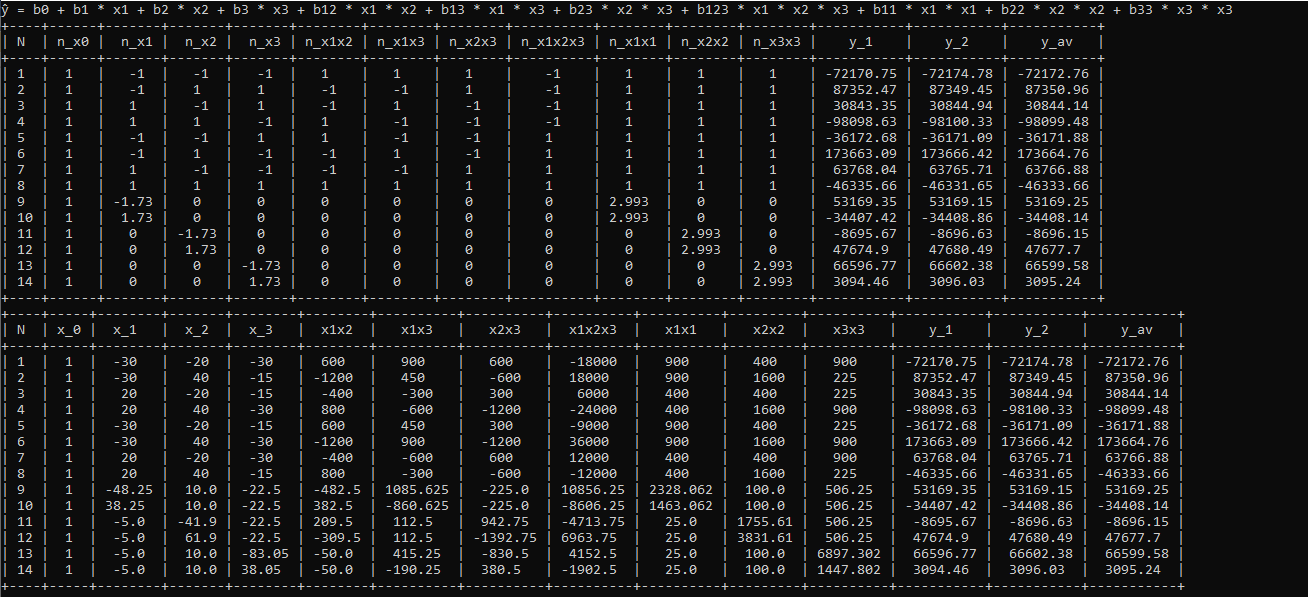 ŷ = b0 + b1 * x1 + b2 * x2 + b3 * x3 + b12 * x1 * x2 + b13 * x1 * x3 + b23 * x2 * x3 + b123 * x1 * x2 * x3 + b11 * x1 * x1 + b22 * x2 * x2 + b33 * x3 * x3
| N | n_x0 | n_x1 | n_x2 | n_x3 | n_x1x2 | n_x1x3 | n_x2x3 | n_x1x2x3 | n_x1x1 | n_x2x2 | n_x3x3 | y_1 | y_2 | y_av |
| 1 | 1 | -1 | -1 | -1 | 1 | 1 | 1 | -1 | 1 | 1 | 1 | -72170.75 | -72174.78 | -72172.76 |
| 2 | 1 | -1 | 1 | 1 | -1 | -1 | 1 | -1 | 1 | 1 | 1 | 87352.47 | 87349.45 | 87350.96 |
| 3 | 1 | 1 | -1 | 1 | -1 | 1 | -1 | -1 | 1 | 1 | 1 | 30843.35 | 30844.94 | 30844.14 |
| 4 | 1 | 1 | 1 | -1 | 1 | -1 | -1 | -1 | 1 | 1 | 1 | -98098.63 | -98100.33 | -98099.48 |
| 5 | 1 | -1 | -1 | 1 | 1 | -1 | -1 | 1 | 1 | 1 | 1 | -36172.68 | -36171.09 | -36171.88 |
| 6 | 1 | -1 | 1 | -1 | -1 | 1 | -1 | 1 | 1 | 1 | 1 | 173663.09 | 173666.42 | 173664.76 |
| 7 | 1 | 1 | -1 | -1 | -1 | -1 | 1 | 1 | 1 | 1 | 1 | 63768.04 | 63765.71 | 63766.88 |
| 8 | 1 | 1 | 1 | 1 | 1 | 1 | 1 | 1 | 1 | 1 | 1 | -46335.66 | -46331.65 | -46333.66 |
| 9 | 1 | -1.73 | 0 | 0 | 0 | 0 | 0 | 0 | 2.993 | 0 | 0 | 53169.35 | 53169.15 | 53169.25 |
| 10 | 1 | 1.73 | 0 | 0 | 0 | 0 | 0 | 0 | 2.993 | 0 | 0 | -34407.42 | -34408.86 | -34408.14 |
| 11 | 1 | 0 | -1.73 | 0 | 0 | 0 | 0 | 0 | 0 | 2.993 | 0 | -8695.67 | -8696.63 | -8696.15 |
| 12 | 1 | 0 | 1.73 | 0 | 0 | 0 | 0 | 0 | 0 | 2.993 | 0 | 47674.9 | 47680.49 | 47677.7 |
| 13 | 1 | 0 | 0 | -1.73 | 0 | 0 | 0 | 0 | 0 | 0 | 2.993 | 66596.77 | 66602.38 | 66599.58 |
| 14 | 1 | 0 | 0 | 1.73 | 0 | 0 | 0 | 0 | 0 | 0 | 2.993 | 3094.46 | 3096.03 | 3095.24 |
| N | x_0 | x_1 | x_2 | x_3 | x1x2 | x1x3 | x2x3 | x1x2x3 | x1x1 | x2x2 | x3x3 | y_1 | y_2 | y_av |
| 1 | 1 | -30 | -20 | -30 | 600 | 900 | 600 | -18000 | 900 | 400 | 900 | -72170.75 | -72174.78 | -72172.76 |
| 2 | 1 | -30 | 40 | -15 | -1200 | 450 | -600 | 18000 | 900 | 1600 | 225 | 87352.47 | 87349.45 | 87350.96 |
| 3 | 1 | 20 | -20 | -15 | -400 | -300 | 300 | 6000 | 400 | 400 | 225 | 30843.35 | 30844.94 | 30844.14 |
| 4 | 1 | 20 | 40 | -30 | 800 | -600 | -1200 | -24000 | 400 | 1600 | 900 | -98098.63 | -98100.33 | -98099.48 |
| 5 | 1 | -30 | -20 | -15 | 600 | 450 | 300 | -9000 | 900 | 400 | 225 | -36172.68 | -36171.09 | -36171.88 |
| 6 | 1 | -30 | 40 | -30 | -1200 | 900 | -1200 | 36000 | 900 | 1600 | 900 | 173663.09 | 173666.42 | 173664.76 |
| 7 | 1 | 20 | -20 | -30 | -400 | -600 | 600 | 12000 | 400 | 400 | 900 | 63768.04 | 63765.71 | 63766.88 |
| 8 | 1 | 20 | 40 | -15 | 800 | -300 | -600 | -12000 | 400 | 1600 | 225 | -46335.66 | -46331.65 | -46333.66 |
| 9 | 1 | -48.25 | 10.0 | -22.5 | -482.5 | 1085.625 | -225.0 | 10856.25 | 2328.062 | 100.0 | 506.25 | 53169.35 | 53169.15 | 53169.25 |
| 10 | 1 | 38.25 | 10.0 | -22.5 | 382.5 | -860.625 | -225.0 | -8606.25 | 1463.062 | 100.0 | 506.25 | -34407.42 | -34408.86 | -34408.14 |
| 11 | 1 | -5.0 | -41.9 | -22.5 | 209.5 | 112.5 | 942.75 | -4713.75 | 25.0 | 1755.61 | 506.25 | -8695.67 | -8696.63 | -8696.15 |
| 12 | 1 | -5.0 | 61.9 | -22.5 | -309.5 | 112.5 | -1392.75 | 6963.75 | 25.0 | 3831.61 | 506.25 | 47674.9 | 47680.49 | 47677.7 |
| 13 | 1 | -5.0 | 10.0 | -83.05 | -50.0 | 415.25 | -830.5 | 4152.5 | 25.0 | 100.0 | 6897.302 | 66596.77 | 66602.38 | 66599.58 |
| 14 | 1 | -5.0 | 10.0 | 38.05 | -50.0 | -190.25 | 380.5 | -1902.5 | 25.0 | 100.0 | 1447.802 | 3094.46 | 3096.03 | 3095.24 |